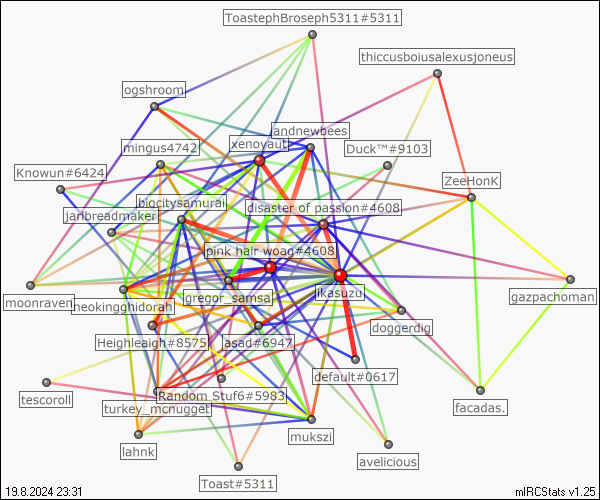 ToastephBroseph5311#5311
thiccusboiusalexusjoneus
ogshroom
andnewbees
xenoyaut
mingus4742
Duck™#9103
Knowun#6424
ZeeHonK
bigcitysamurai
disaster of passion#4608
jarlbreadmaker
pink hair woag#4608
moonraven
neokingghidorah
gregor_samsa
ikasuzu
gazpachoman
doggerdig
Heighleaigh#8575
asad#6947
default#0617
tescoroll
Random Stuf6#5983
turkey_mcnugget
facadas.
mukszi
lahnk
avelicious
Toast#5311
19.8.2024 23:31
mIRCStats v1.25